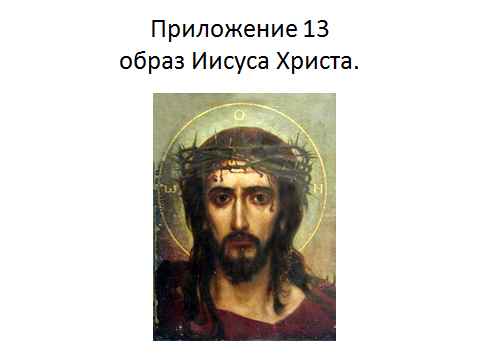 Приложение 13
образ Иисуса Христа.
О
ω Н